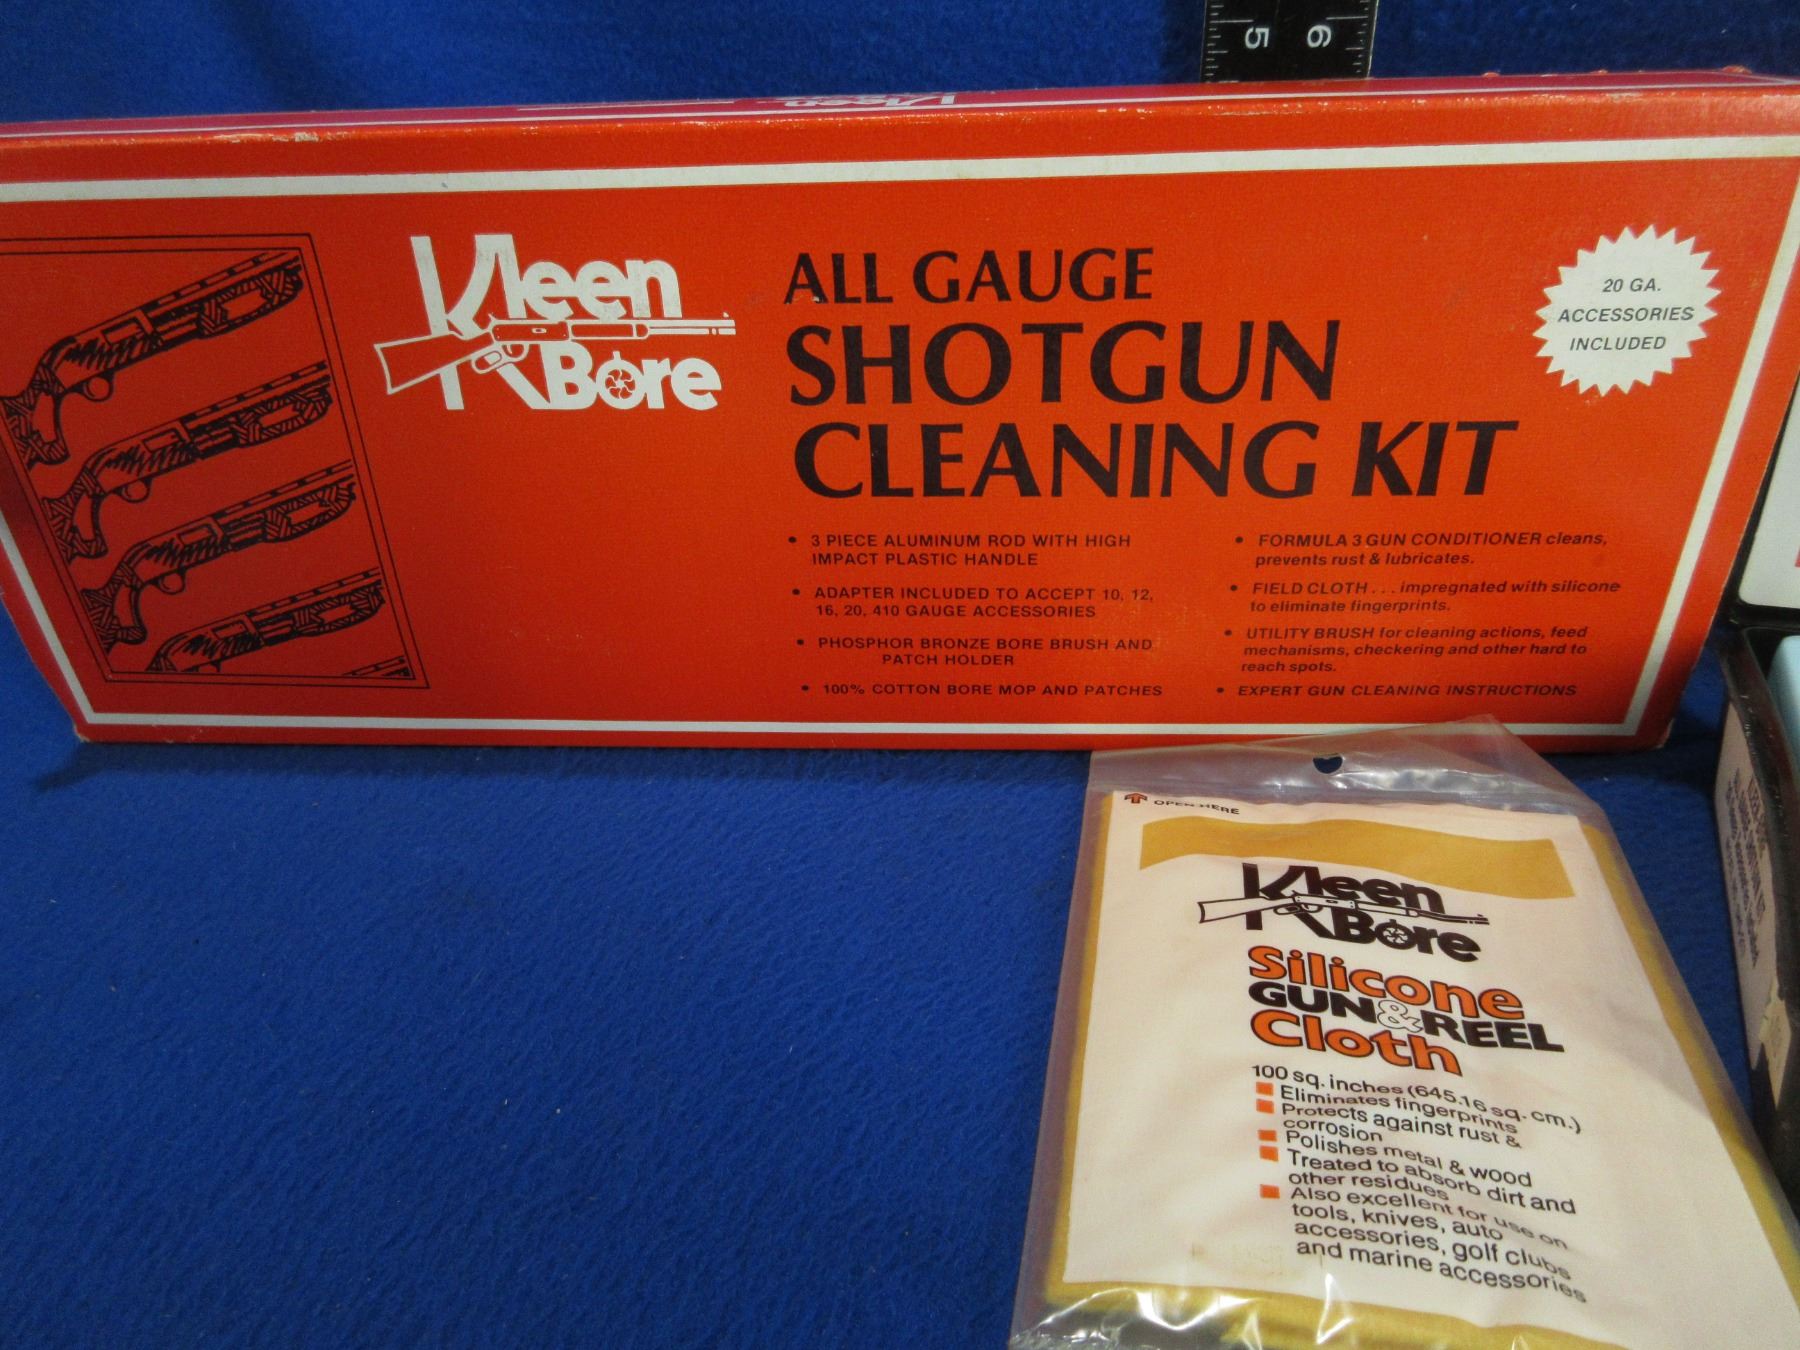 5 6
Kleen
Kleen
Bore
ALL GAUGE
SHOTGUN
CLEANING KIT
20 GA.
ACCESSORIES
INCLUDED
• 3 PIECE ALUMINUM ROD WITH HIGH
IMPACT PLASTIC HANDLE
• ADAPTER INCLUDED TO ACCEPT 10, 12,
16, 20, 410 GAUGE ACCESSORIES
• PHOSPHOR BRONZE BORE BRUSH AND
PATCH HOLDER
• 100% COTTON BORE MOP AND PATCHES
• FORMULA 3 GUN CONDITIONER cleans,
prevents rust & lubricates.
• FIELD CLOTH . . . impregnated with silicone
to eliminate fingerprints.
• UTILITY BRUSH for cleaning actions, feed
mechanisms, checkering and other hard to
reach spots.
• EXPERT GUN CLEANING INSTRUCTIONS
OPEN HERE
Kleen
Bore
Silicone
GUN & REEL
Cloth
100 sq. inches (645.16 sq. cm.)
Eliminates fingerprints
Protects against rust &
corrosion
Polishes metal & wood
Treated to absorb dirt and
other residues
Also excellent for use on
tools, knives, auto
accessories, golf clubs
and marine accessories